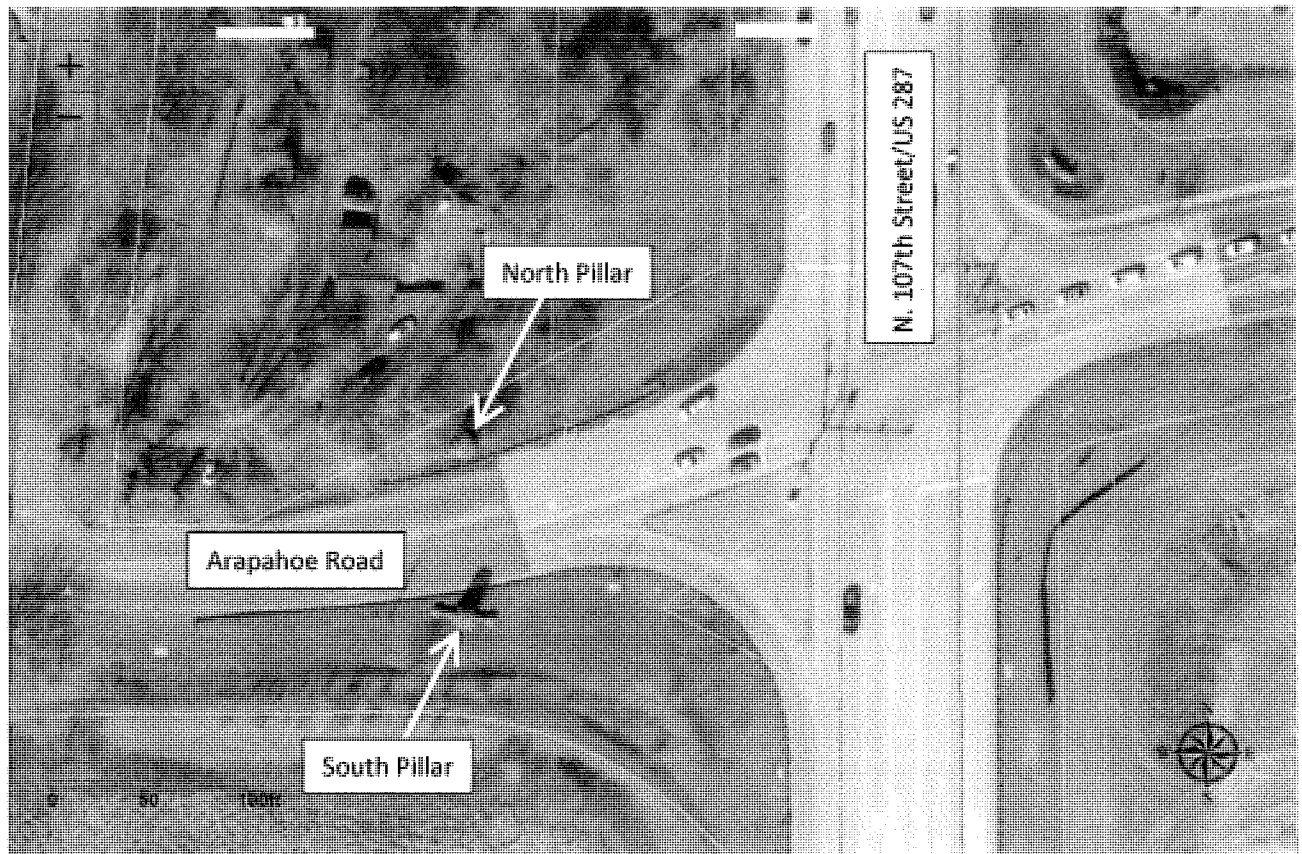 +
N. 107th Street/US 287
North Pillar
Arapahoe Road
South Pillar
0 50 100ft